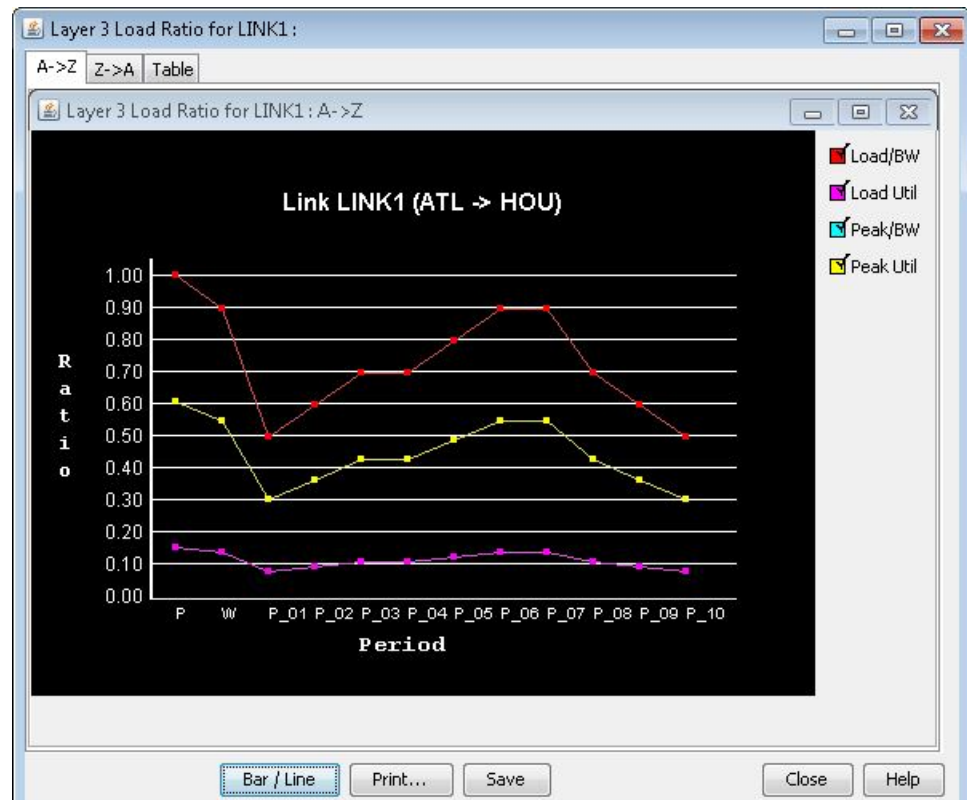 Layer 3 Load Ratio for LINK1 :
A->Z Z->A Table
Layer 3 Load Ratio for LINK1 : A->Z
Load/BW
Load Util
Peak/BW
Peak Util
Link LINK1 (ATL -> HOU)
1.00
0.90
0.80
0.70
0.60
0.50
0.40
0.30
0.20
0.10
0.00
Ratio
P W P_01 P_02 P_03 P_04 P_05 P_06 P_07 P_08 P_09 P_10
Period
Bar / Line Print... Save Close Help